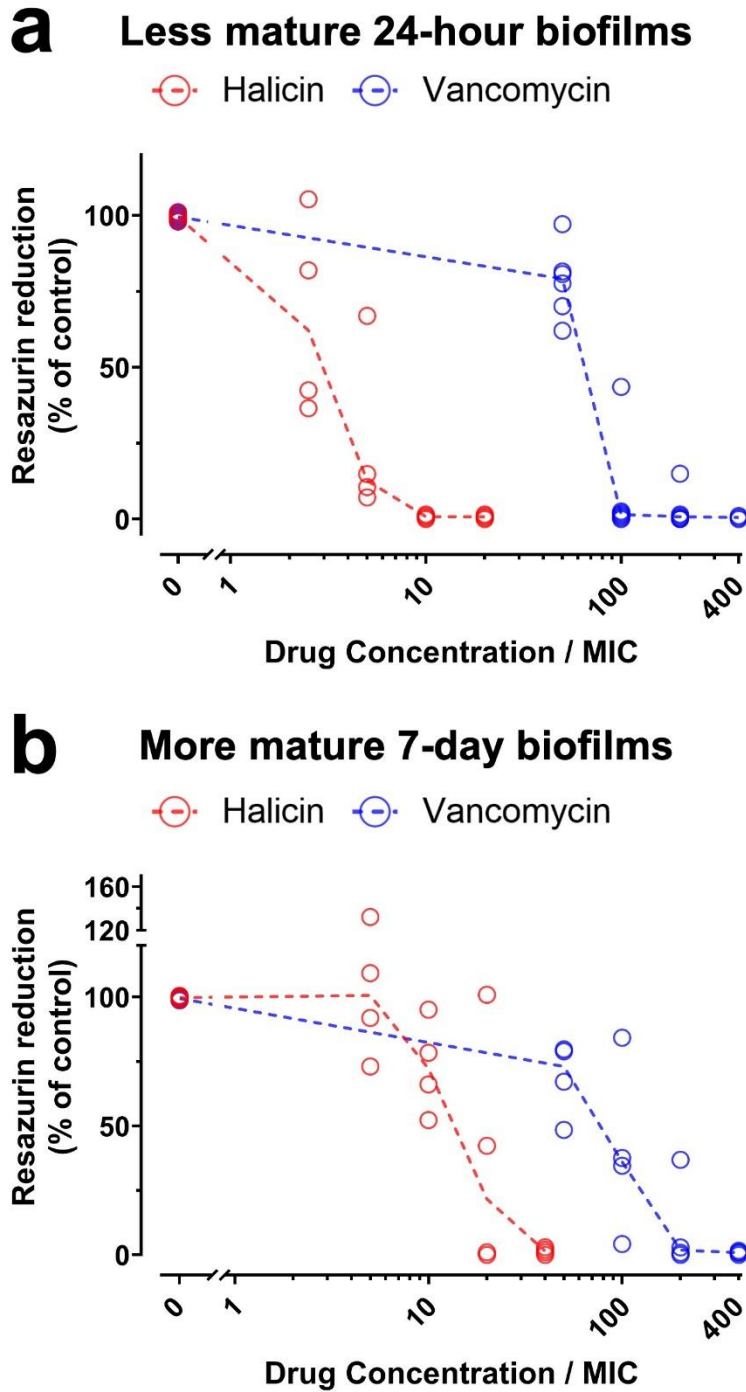 a Less mature 24-hour biofilms
Halicin Vancomycin
Resazurin reduction
(% of control)
100
50
0
0 1 10 100 400
Drug Concentration / MIC
b More mature 7-day biofilms
Halicin Vancomycin
Resazurin reduction
(% of control)
160
120
100
50
0
0 1 10 100 400
Drug Concentration / MIC